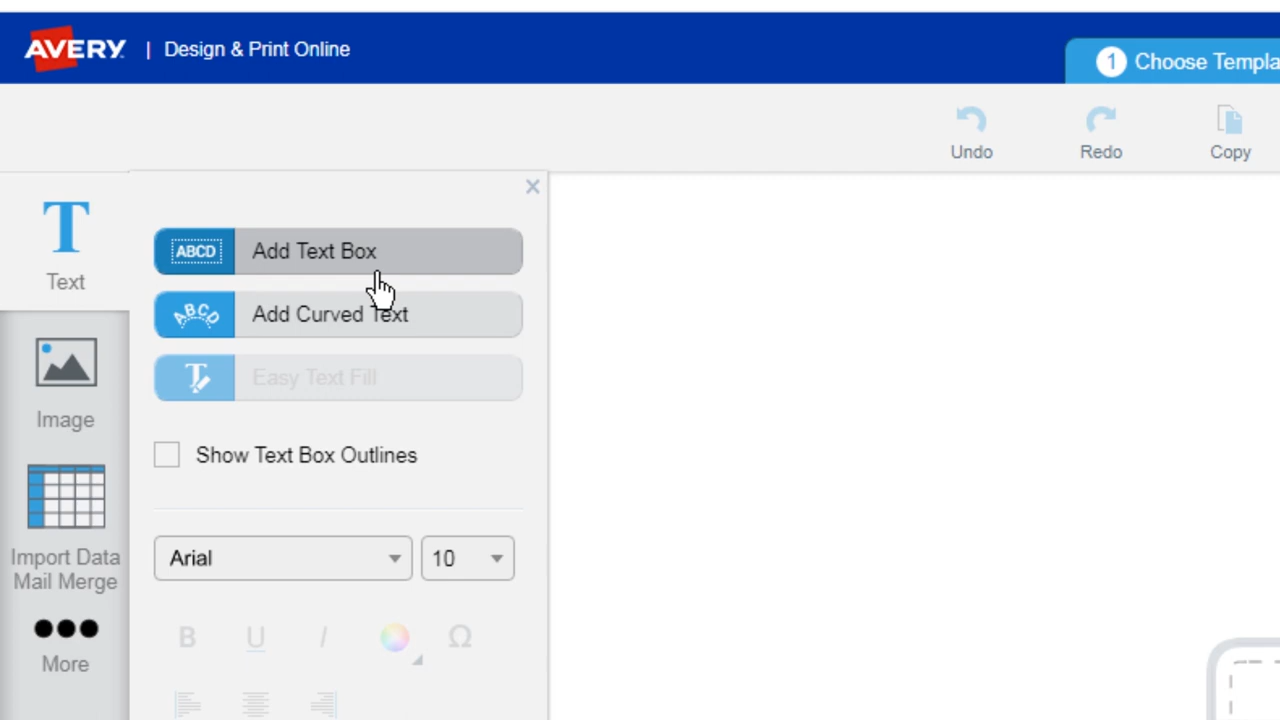 AVERY | Design & Print Online
1 Choose Templa
Undo Redo Copy
T
Text
ABCD Add Text Box
ABCD Add Curved Text
T Easy Text Fill
Image
Show Text Box Outlines
Import Data
Mail Merge
Arial 10
B U I Ω
More